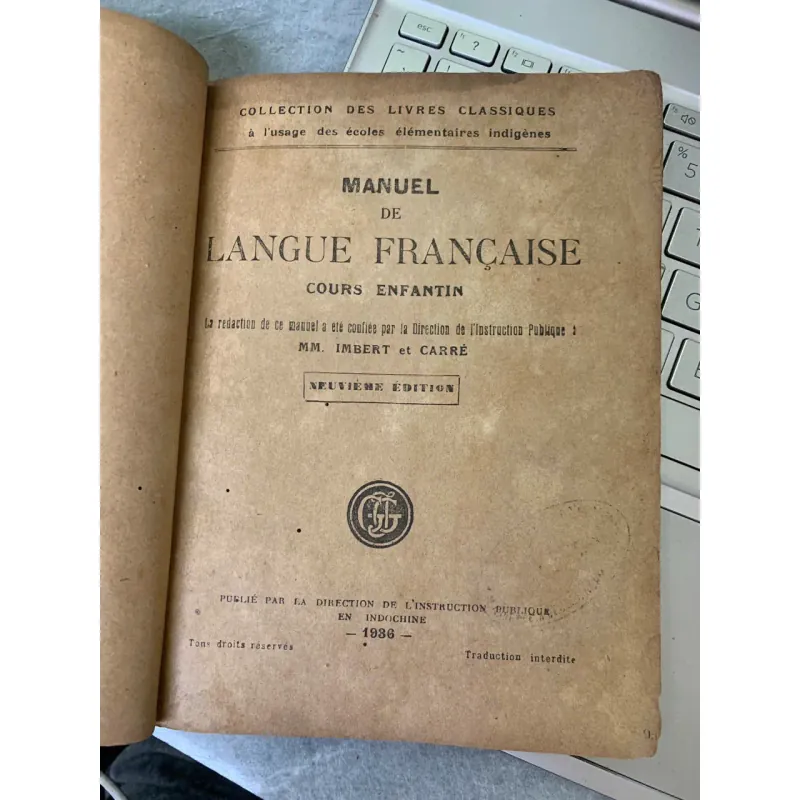 COLLECTION DES LIVRES CLASSIQUES
à l'usage des écoles élémentaires indigènes
MANUEL
DE
LANGUE FRANÇAISE
COURS ENFANTIN
La rédaction de ce manuel a été confiée par la Direction de l'Instruction Publique à
MM. IMBERT et CARRÉ
NEUVIÈME ÉDITION
PUBLIÉ PAR LA DIRECTION DE L'INSTRUCTION PUBLIQUE
EN INDOCHINE
— 1936 —
Tous droits réservés
Traduction interdite
esc
?
~
%
5
T
G